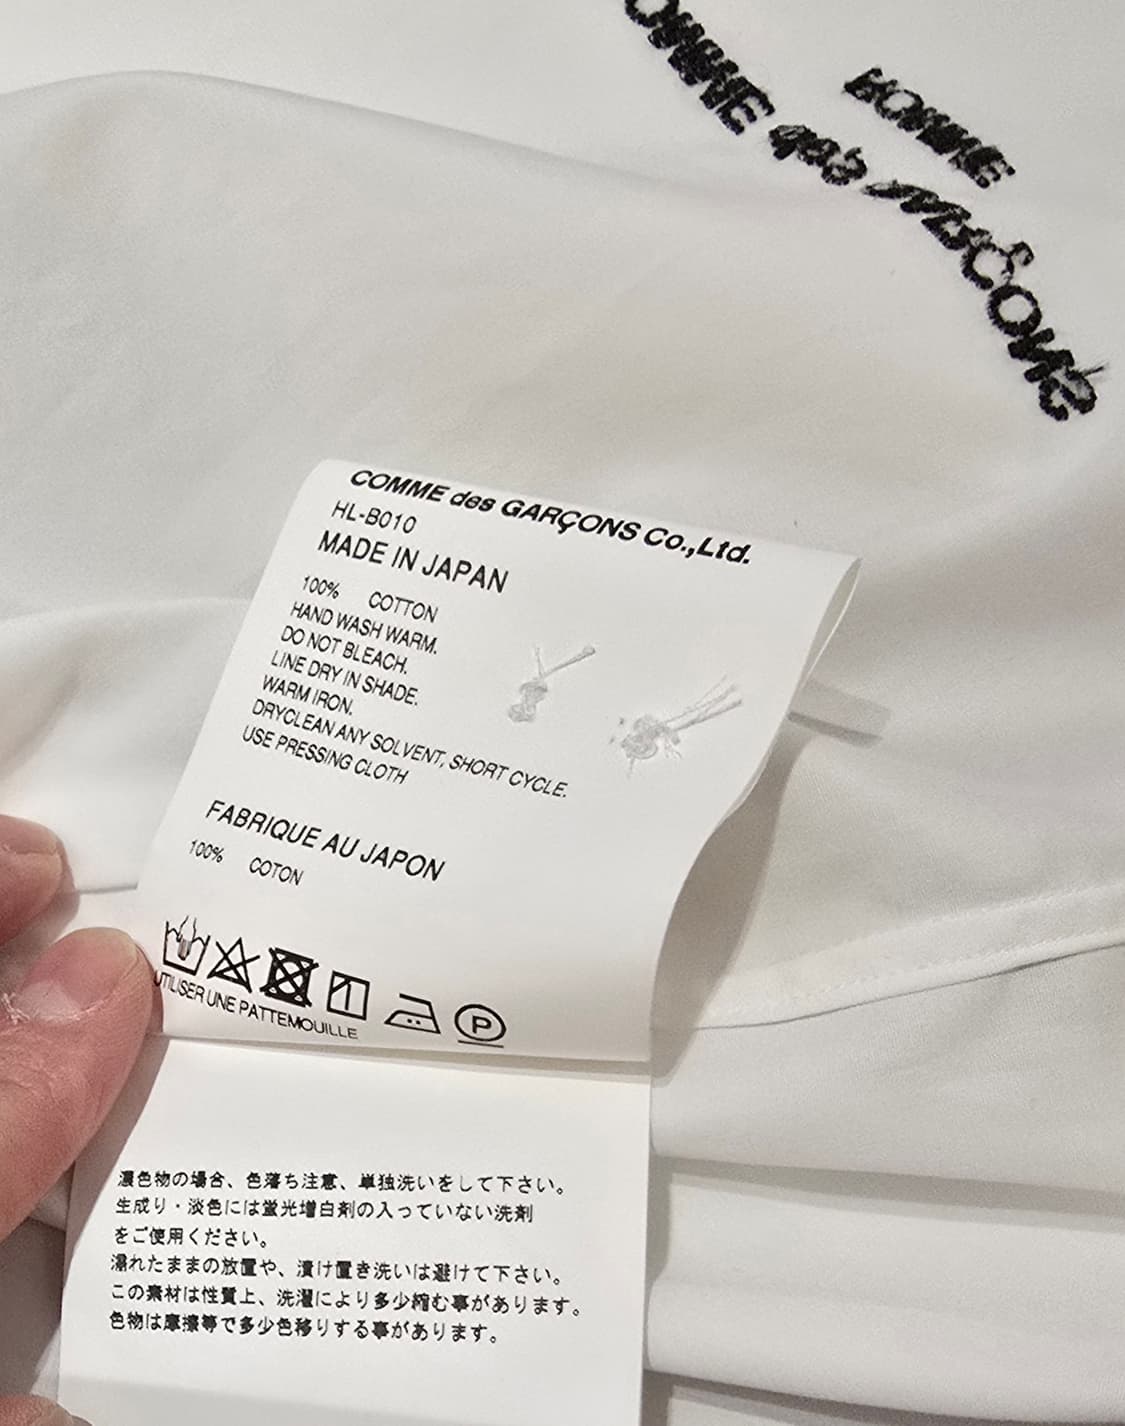 HOMME
COMME des GARÇONS Co.,Ltd.
HL-B010
MADE IN JAPAN
100% COTTON
HAND WASH WARM.
DO NOT BLEACH.
LINE DRY IN SHADE.
WARM IRON.
DRYCLEAN ANY SOLVENT, SHORT CYCLE.
USE PRESSING CLOTH
FABRIQUE AU JAPON
100% COTON
P
UTILISER UNE PATTEMOUILLE
濃色物の場合、色落ち注意、単独洗いをして下さい。
生成り・淡色には蛍光増白剤の入っていない洗剤
をご使用ください。
濡れたままの放置や、漬け置き洗いは避けて下さい。
この素材は性質上、洗濯により多少縮む事があります。
色物は摩擦等で多少色移りする事があります。